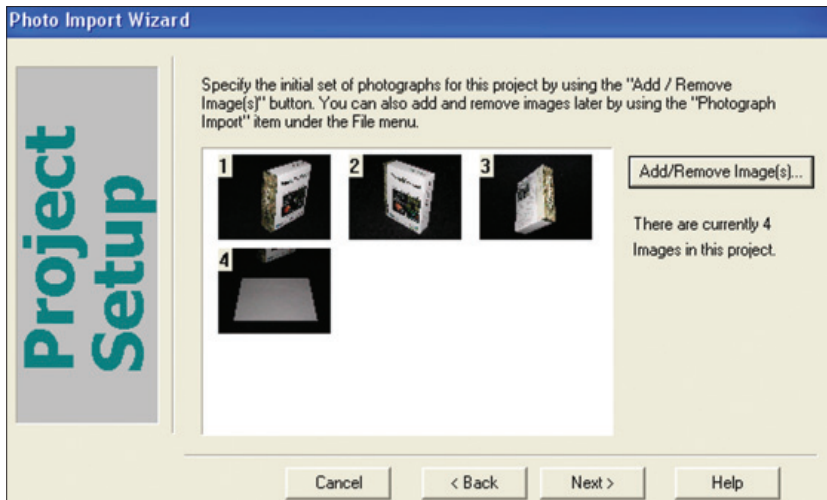 Photo Import Wizard
Project
Setup
Specify the initial set of photographs for this project by using the "Add / Remove
Image(s)" button. You can also add and remove images later by using the "Photograph
Import" item under the File menu.
1
2
3
4
Add/Remove Image(s)...
There are currently 4
Images in this project.
Cancel
< Back
Next >
Help